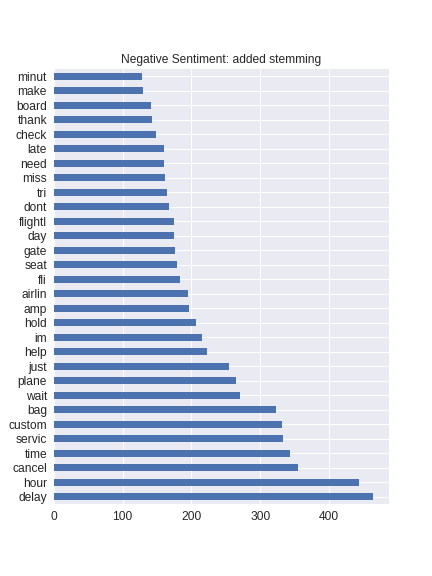 Negative Sentiment: added stemming
minut
make
board
thank
check
late
need
miss
tri
dont
flightl
day
gate
seat
fli
airlin
amp
hold
im
help
just
plane
wait
bag
custom
servic
time
cancel
hour
delay
0 100 200 300 400